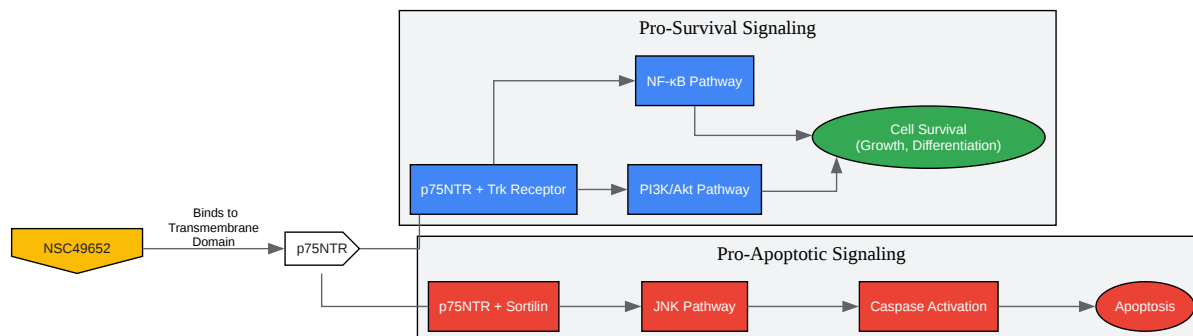 Pro-Survival Signaling
NF-κB Pathway
Cell Survival
(Growth, Differentiation)
p75NTR + Trk Receptor
PI3K/Akt Pathway
Binds to
Transmembrane
Domain
NSC49652
p75NTR
Pro-Apoptotic Signaling
p75NTR + Sortilin
JNK Pathway
Caspase Activation
Apoptosis